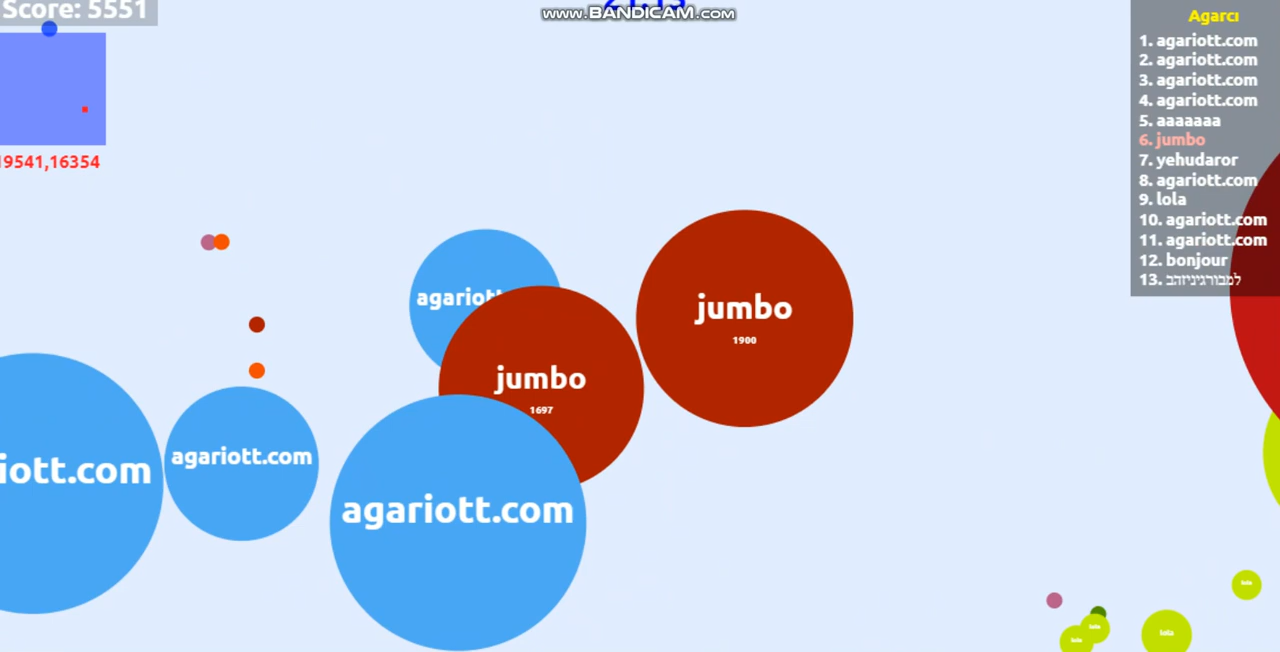 Score: 5551
www.BANDICAM.com
19541,16354
Agarcı
1. agariott.com
2. agariott.com
3. agariott.com
4. agariott.com
5. aaaaaaa
6. jumbo
7. yehudaror
8. agariott.com
9. lola
10. agariott.com
11. agariott.com
12. bonjour
13. למבורגיניזהב
agariott
jumbo
1900
jumbo
1697
iott.com
agariott.com
agariott.com
lola
lola
lola
lola